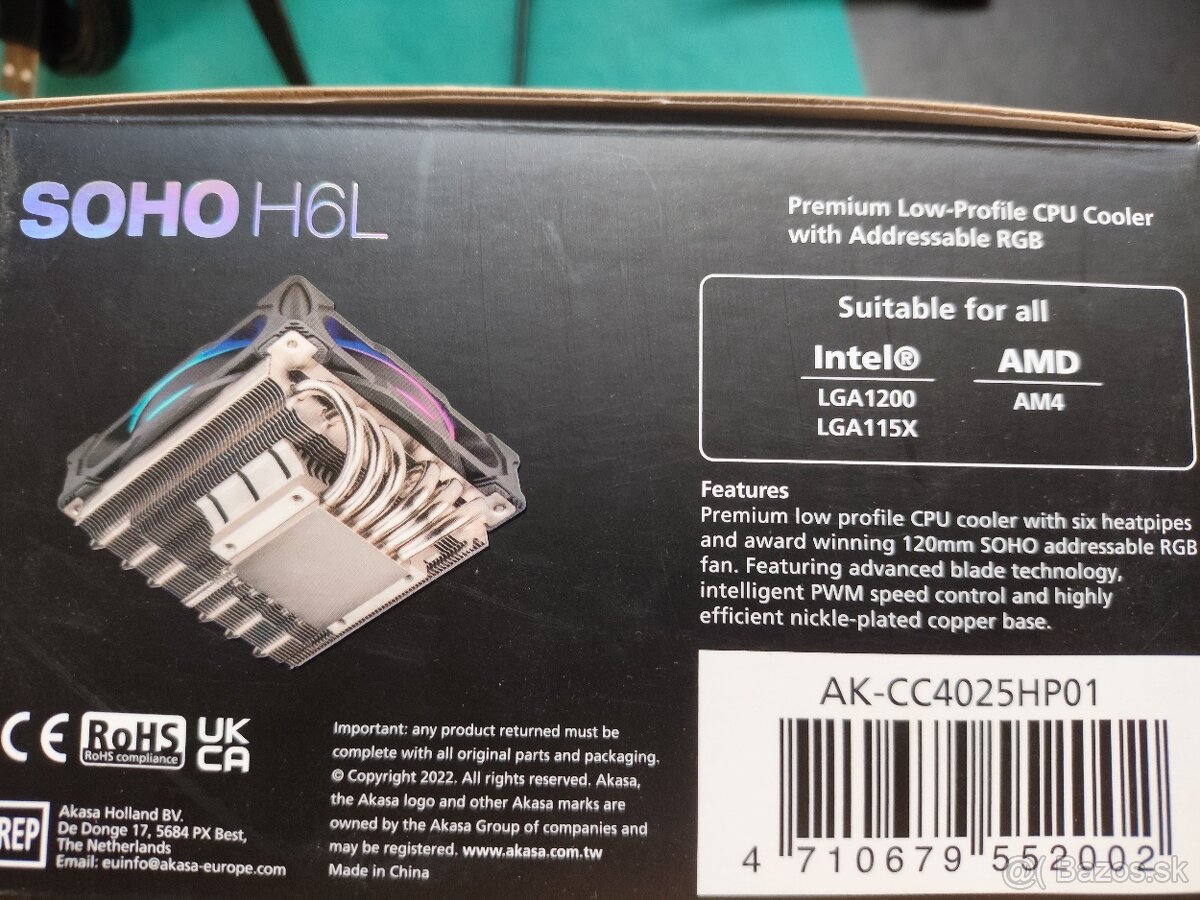 SOHO H6L
Premium Low-Profile CPU Cooler
with Addressable RGB
Suitable for all
Intel®
LGA1200
LGA115X
AMD
AM4
Features
Premium low profile CPU cooler with six heatpipes
and award winning 120mm SOHO addressable RGB
fan. Featuring advanced blade technology,
intelligent PWM speed control and highly
efficient nickle-plated copper base.
AK-CC4025HP01
4 710679 552002
CE
RoHS
RoHS compliance
UK
CA
REP
Akasa Holland BV.
De Donge 17, 5684 PX Best,
The Netherlands
Email: euinfo@akasa-europe.com
Important: any product returned must be
complete with all original parts and packaging.
© Copyright 2022. All rights reserved. Akasa,
the Akasa logo and other Akasa marks are
owned by the Akasa Group of companies and
may be registered. www.akasa.com.tw
Made in China
@( Bazos.sk